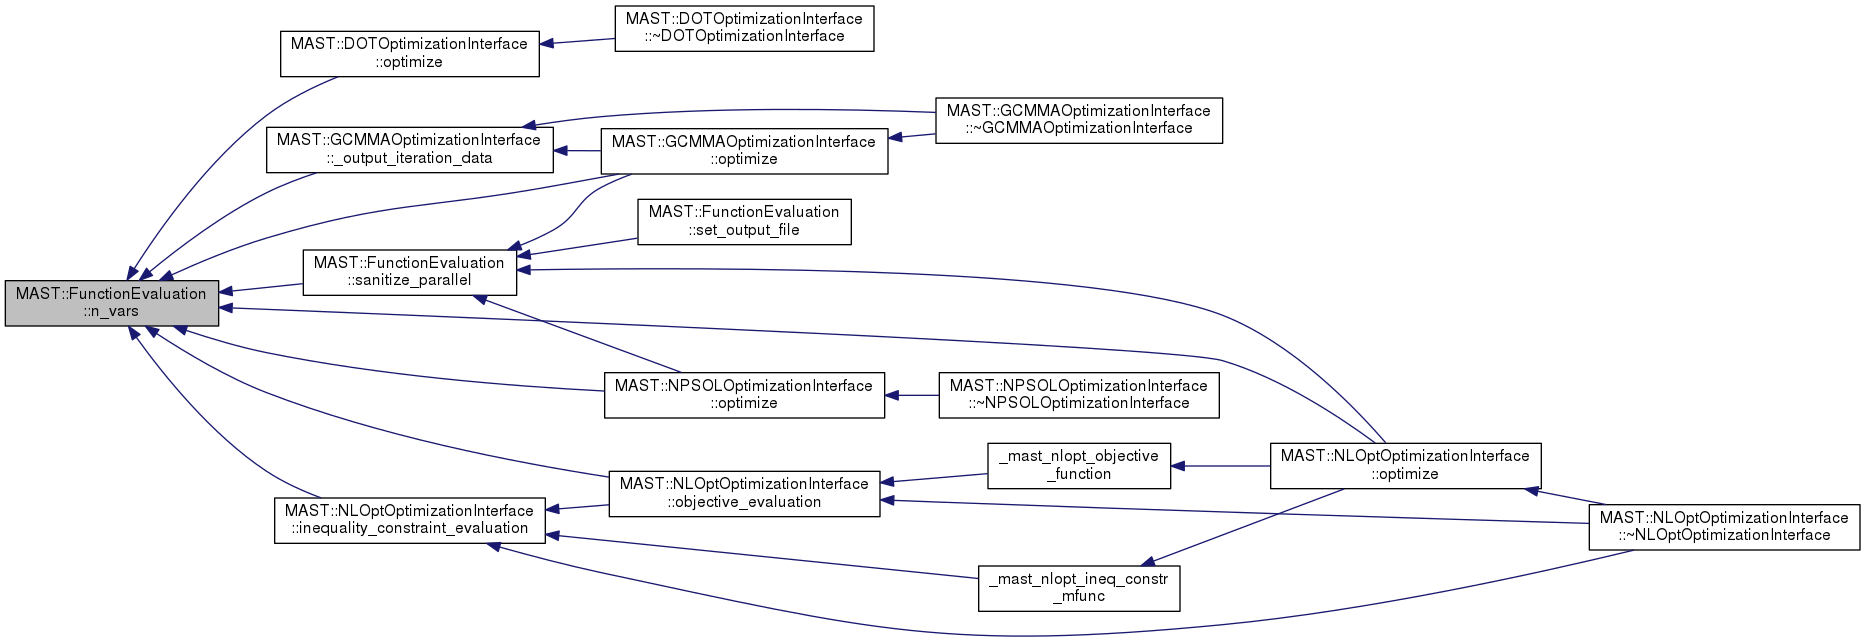 MAST::DOTOptimizationInterface
::~DOTOptimizationInterface
MAST::DOTOptimizationInterface
::optimize
MAST::GCMMAOptimizationInterface
::~GCMMAOptimizationInterface
MAST::GCMMAOptimizationInterface
::_output_iteration_data
MAST::GCMMAOptimizationInterface
::optimize
MAST::FunctionEvaluation
::set_output_file
MAST::FunctionEvaluation
::sanitize_parallel
MAST::FunctionEvaluation
::n_vars
MAST::NPSOLOptimizationInterface
::optimize
MAST::NPSOLOptimizationInterface
::~NPSOLOptimizationInterface
_mast_nlopt_objective
_function
MAST::NLOptOptimizationInterface
::optimize
MAST::NLOptOptimizationInterface
::objective_evaluation
MAST::NLOptOptimizationInterface
::inequality_constraint_evaluation
MAST::NLOptOptimizationInterface
::~NLOptOptimizationInterface
_mast_nlopt_ineq_constr
_mfunc